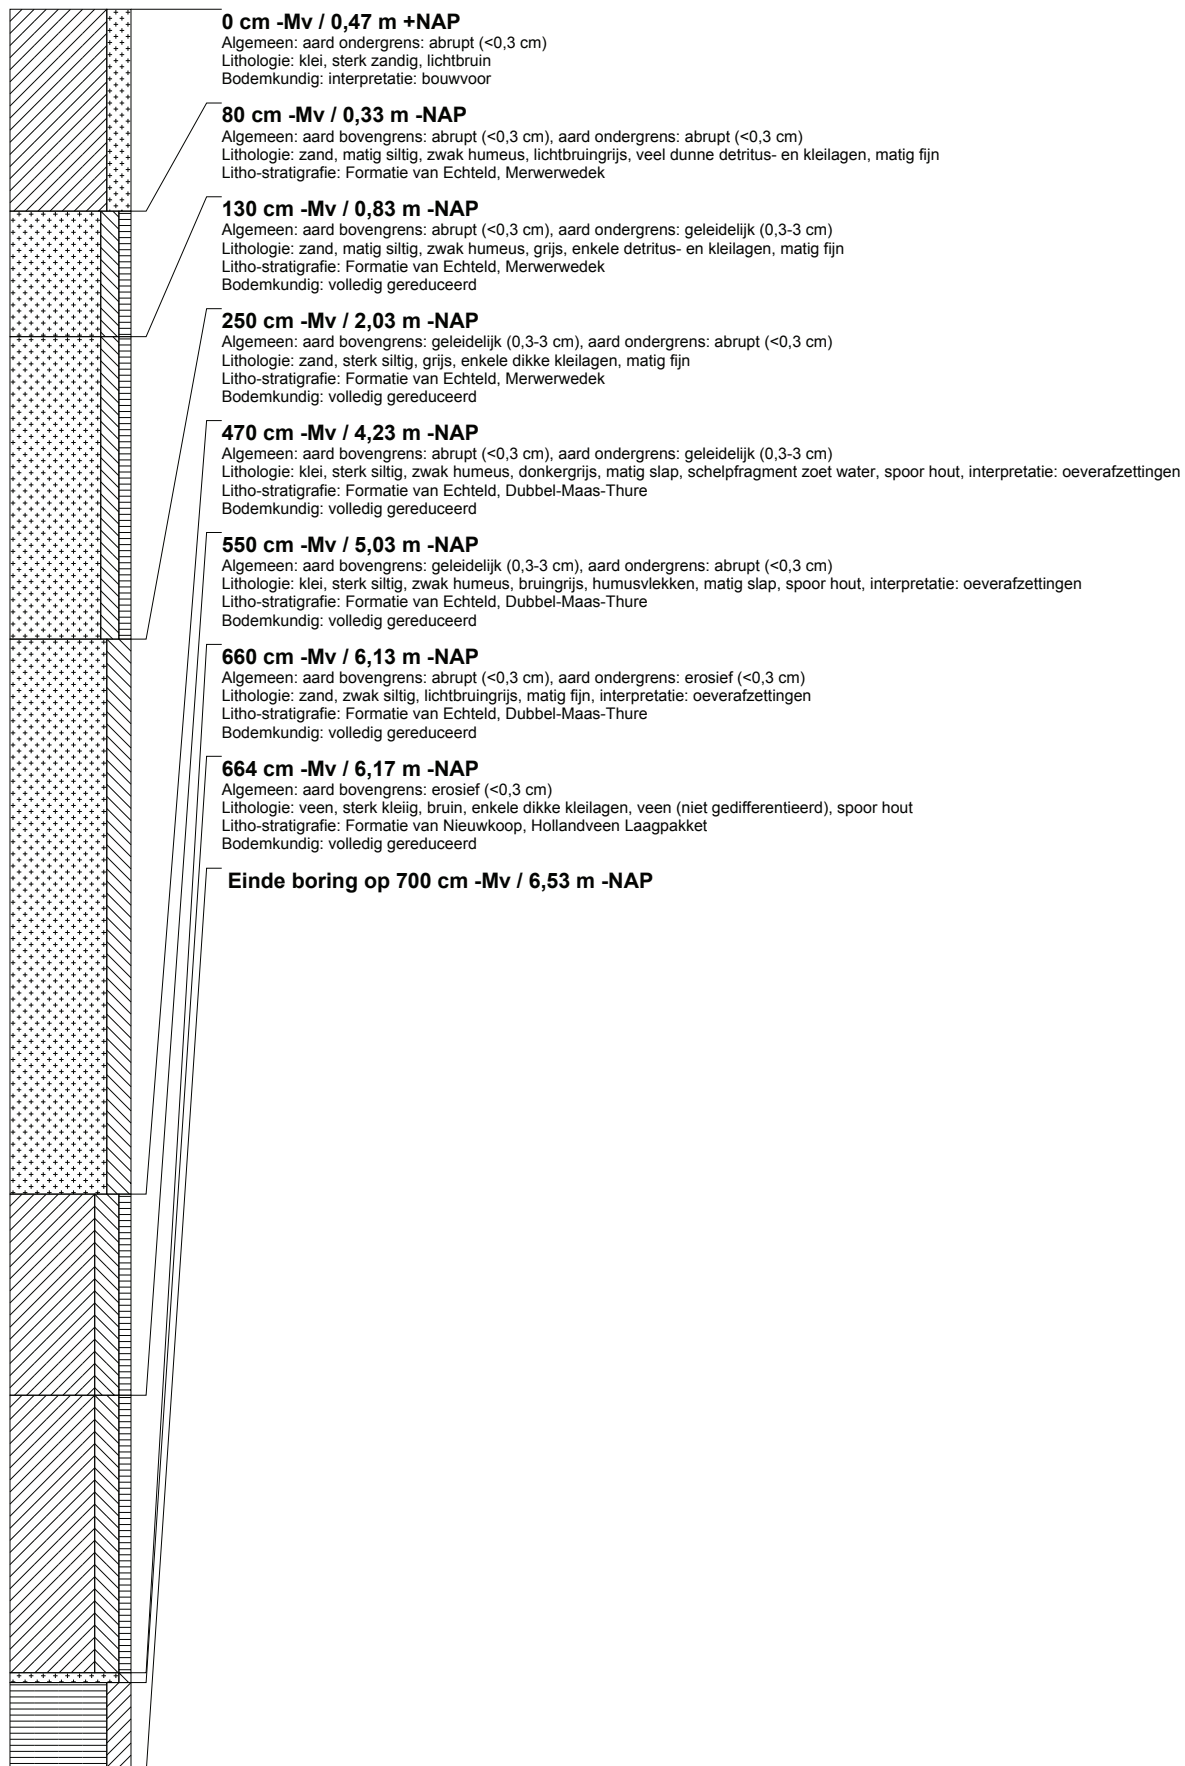 0 cm -Mv / 0,47 m +NAP
Algemeen: aard ondergrens: abrupt (<0,3 cm)
Lithologie: klei, sterk zandig, lichtbruin
Bodemkundig: interpretatie: bouwvoor
80 cm -Mv / 0,33 m -NAP
Algemeen: aard bovengrens: abrupt (<0,3 cm), aard ondergrens: abrupt (<0,3 cm)
Lithologie: zand, matig siltig, zwak humeus, lichtbruingrijs, veel dunne detritus- en kleilagen, matig fijn
Litho-stratigrafie: Formatie van Echteld, Merwerwedek
130 cm -Mv / 0,83 m -NAP
Algemeen: aard bovengrens: abrupt (<0,3 cm), aard ondergrens: geleidelijk (0,3-3 cm)
Lithologie: zand, matig siltig, zwak humeus, grijs, enkele detritus- en kleilagen, matig fijn
Litho-stratigrafie: Formatie van Echteld, Merwerwedek
Bodemkundig: volledig gereduceerd
250 cm -Mv / 2,03 m -NAP
Algemeen: aard bovengrens: geleidelijk (0,3-3 cm), aard ondergrens: abrupt (<0,3 cm)
Lithologie: zand, sterk siltig, grijs, enkele dikke kleilagen, matig fijn
Litho-stratigrafie: Formatie van Echteld, Merwerwedek
Bodemkundig: volledig gereduceerd
470 cm -Mv / 4,23 m -NAP
Algemeen: aard bovengrens: abrupt (<0,3 cm), aard ondergrens: geleidelijk (0,3-3 cm)
Lithologie: klei, sterk siltig, zwak humeus, donkergrijs, matig slap, schelpfragment zoet water, spoor hout, interpretatie: oeverafzettingen
Litho-stratigrafie: Formatie van Echteld, Dubbel-Maas-Thure
Bodemkundig: volledig gereduceerd
550 cm -Mv / 5,03 m -NAP
Algemeen: aard bovengrens: geleidelijk (0,3-3 cm), aard ondergrens: abrupt (<0,3 cm)
Lithologie: klei, sterk siltig, zwak humeus, bruingrijs, humusvlekken, matig slap, spoor hout, interpretatie: oeverafzettingen
Litho-stratigrafie: Formatie van Echteld, Dubbel-Maas-Thure
Bodemkundig: volledig gereduceerd
660 cm -Mv / 6,13 m -NAP
Algemeen: aard bovengrens: abrupt (<0,3 cm), aard ondergrens: erosief (<0,3 cm)
Lithologie: zand, zwak siltig, lichtbruingrijs, matig fijn, interpretatie: oeverafzettingen
Litho-stratigrafie: Formatie van Echteld, Dubbel-Maas-Thure
Bodemkundig: volledig gereduceerd
664 cm -Mv / 6,17 m -NAP
Algemeen: aard bovengrens: erosief (<0,3 cm)
Lithologie: veen, sterk kleiig, bruin, enkele dikke kleilagen, veen (niet gedifferentieerd), spoor hout
Litho-stratigrafie: Formatie van Nieuwkoop, Hollandveen Laagpakket
Bodemkundig: volledig gereduceerd
Einde boring op 700 cm -Mv / 6,53 m -NAP